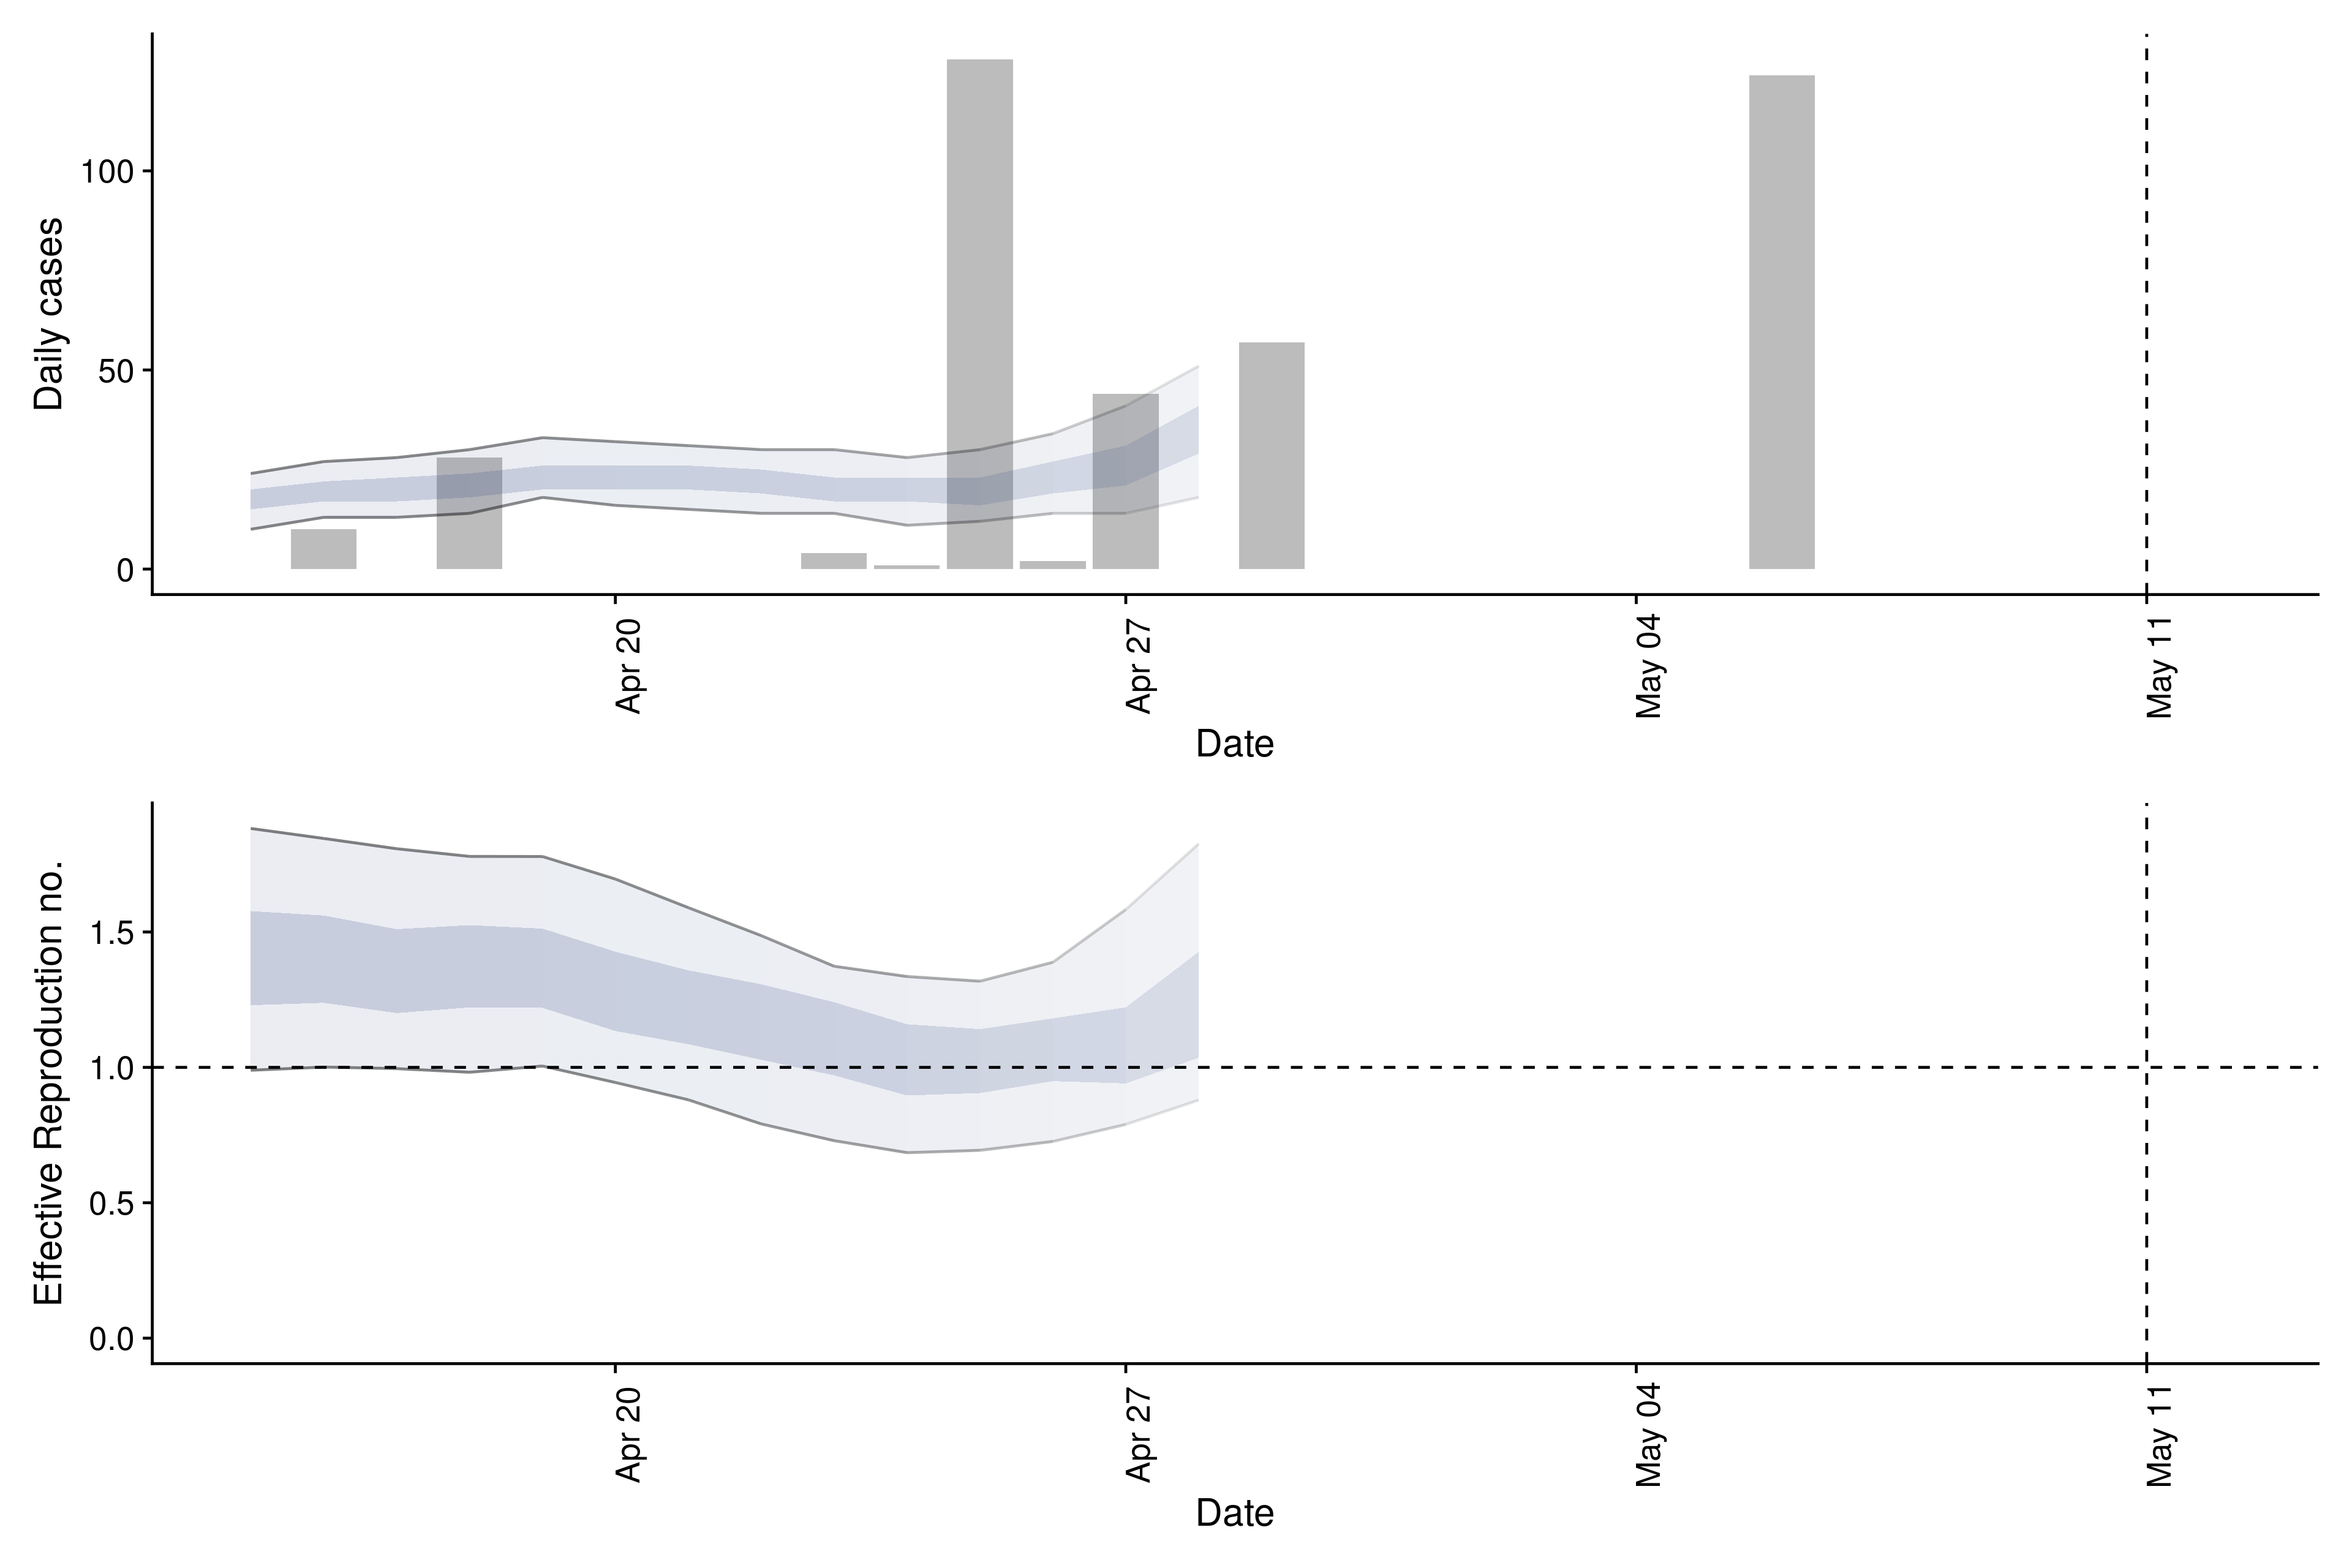 Daily cases
100
50
0
Apr 20
Apr 27
May 04
May 11
Date
Effective Reproduction no.
1.5
1.0
0.5
0.0
Apr 20
Apr 27
May 04
May 11
Date